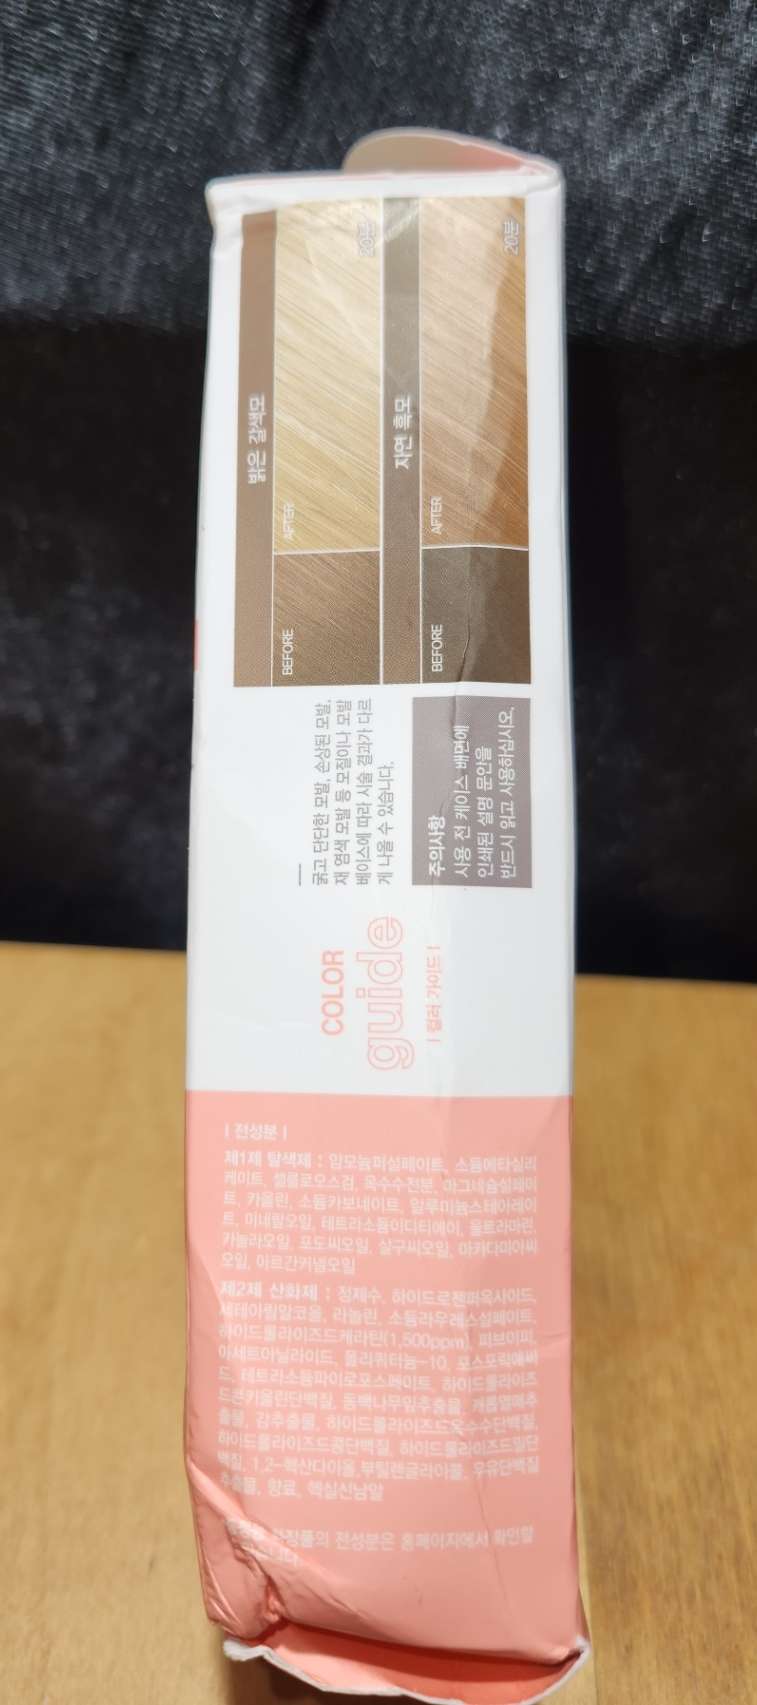 밝은 갈색모
BEFORE
AFTER
20분
자연 흑모
BEFORE
AFTER
20분
굵고 단단한 모발, 손상된 모발,
재 염색 모발 등 모질이나 모발
베이스에 따라 시술 결과가 다르
게 나올 수 있습니다.
주의사항
사용 전 케이스 배면에
인쇄된 설명 문안을
반드시 읽고 사용하십시오.
COLOR
guide
| 컬러 가이드 |
| 전성분 |
제1제 탈색제 : 암모늄퍼설페이트, 소듐메타실리
케이트, 셀룰로오스검, 옥수수전분, 마그네슘설페이
트, 카올린, 소듐카보네이트, 알루미늄스테아레이
트, 미네랄오일, 테트라소듐이디티에이, 울트라마린,
카놀라오일, 포도씨오일, 살구씨오일, 마카다미아씨
오일, 아르간커넬오일
제2제 산화제 : 정제수, 하이드로젠퍼옥사이드,
세테아릴알코올, 라놀린, 소듐라우레스설페이트,
하이드롤라이즈드케라틴(1,500ppm), 피브이피,
아세트아닐라이드, 폴리쿼터늄-10, 포스포릭애씨
드, 테트라소듐파이로포스페이트, 하이드롤라이즈
드진키올린단백질, 동백나무잎추출물, 캐롭열매추
출물, 감추출물, 하이드롤라이즈드옥수수단백질,
하이드롤라이즈드콩단백질, 하이드롤라이즈드밀단
백질, 1,2-헥산다이올, 부틸렌글라이콜, 우유단백질
추출물, 향료, 헥실신남알
화장품의 전성분은 홈페이지에서 확인할